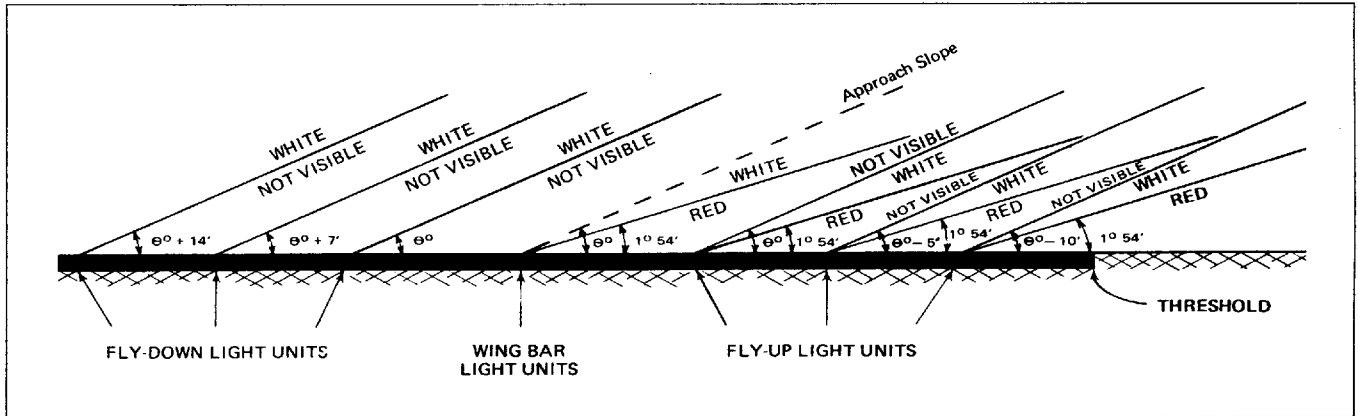 Approach Slope
WHITE
NOT VISIBLE
WHITE
NOT VISIBLE
WHITE
NOT VISIBLE
WHITE
RED
NOT VISIBLE
WHITE
RED
NOT VISIBLE
WHITE
RED
NOT VISIBLE
WHITE
RED
θ° + 14′
θ° + 7′
θ°
θ°
1° 54′
θ°
1° 54′
θ° – 5′
1° 54′
θ° – 10′
1° 54′
THRESHOLD
FLY-DOWN LIGHT UNITS
WING BAR
LIGHT UNITS
FLY-UP LIGHT UNITS